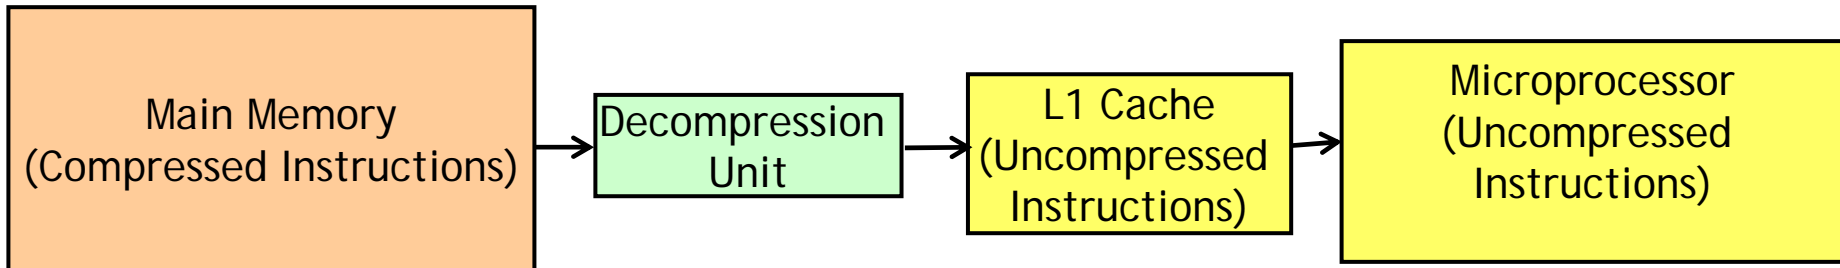 Main Memory
(Compressed Instructions)
Decompression
Unit
L1 Cache
(Uncompressed
Instructions)
Microprocessor
(Uncompressed
Instructions)